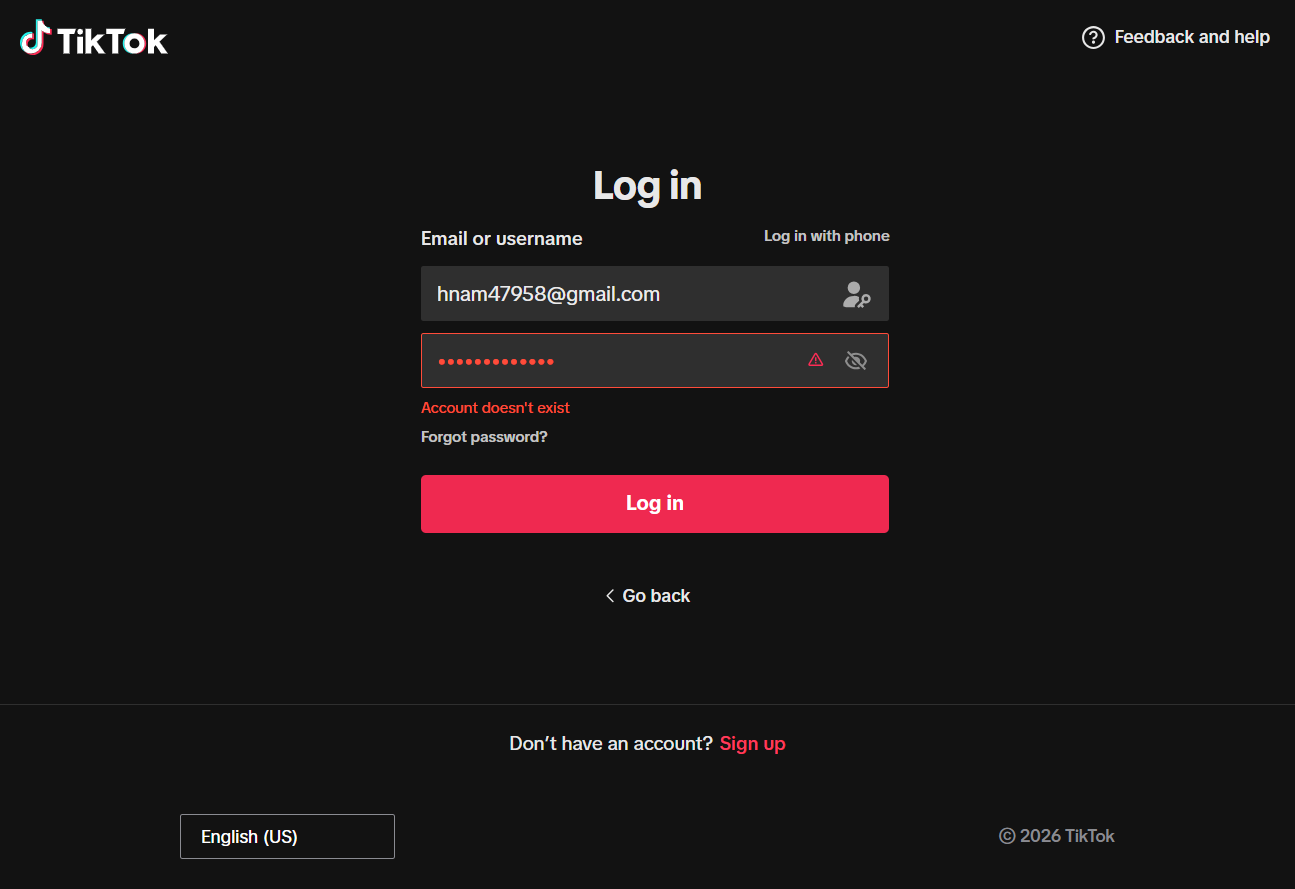 TikTok
Feedback and help
Log in
Email or username
Log in with phone
hnam47958@gmail.com
•••••••••••••
Account doesn't exist
Forgot password?
Log in
Go back
Don’t have an account? Sign up
English (US)
© 2026 TikTok